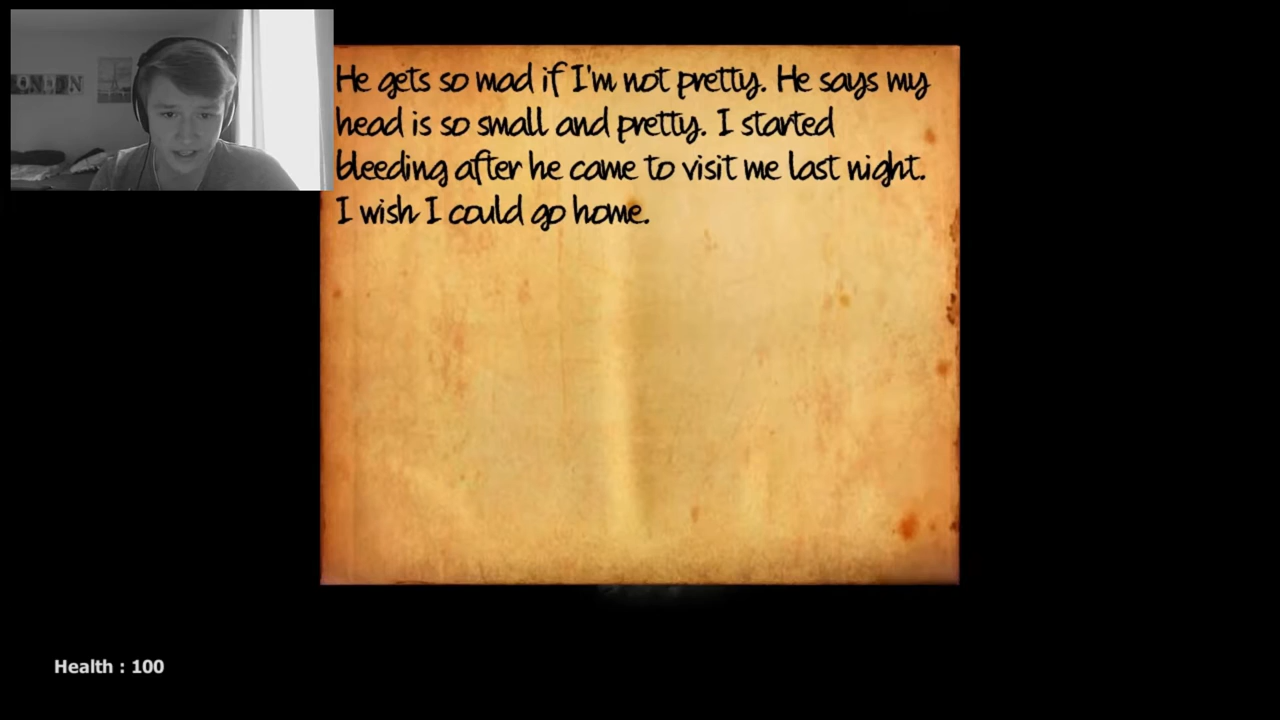 ONDON
He gets so mad if I'm not pretty. He says my
head is so small and pretty. I started
bleeding after he came to visit me last night.
I wish I could go home.
Health : 100